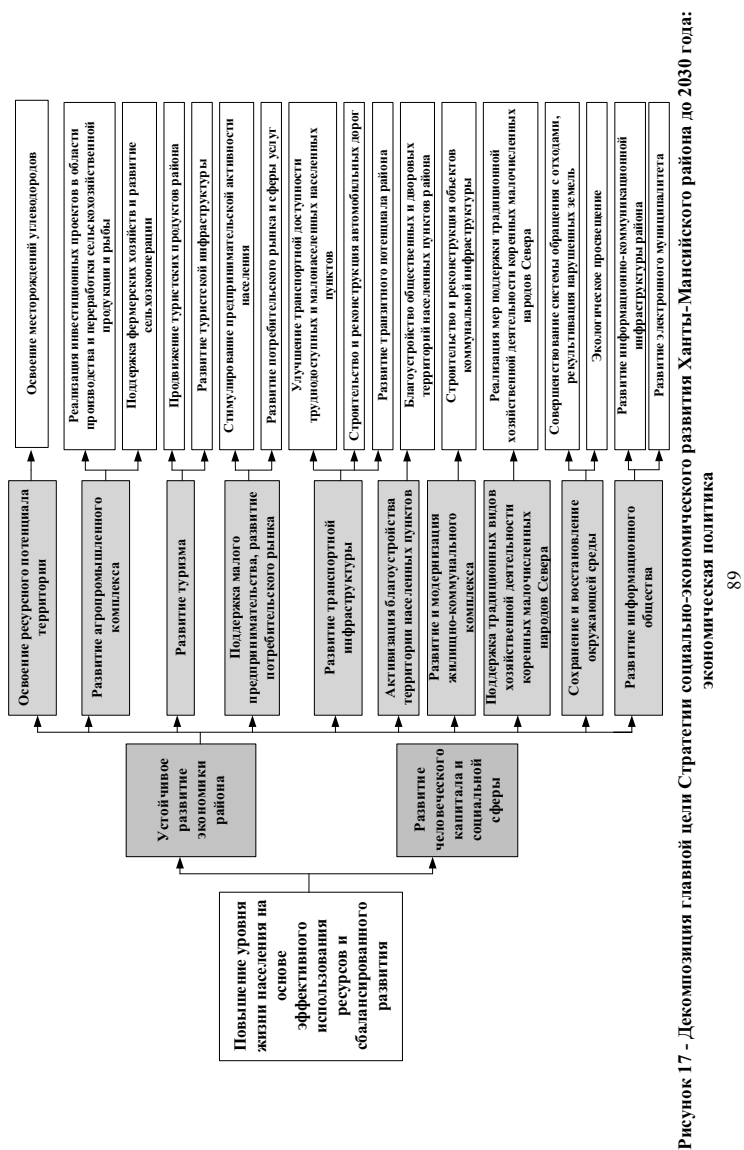 Повышение уровня
жизни населения на
основе
эффективного
использования
ресурсов и
сбалансированного
развития
Устойчивое
развитие
экономики
района
Развитие
человеческого
капитала и
социальной
сферы
Освоение ресурсного потенциала
территории
Развитие агропромышленного
комплекса
Развитие туризма
Поддержка малого
предпринимательства, развитие
потребительского рынка
Развитие транспортной
инфраструктуры
Активизация благоустройства
территории населенных пунктов
Развитие и модернизация
жилищно-коммунального
комплекса
Поддержка традиционных видов
хозяйственной деятельности
коренных малочисленных
народов Севера
Сохранение и восстановление
окружающей среды
Развитие информационного
общества
Освоение месторождений углеводородов
Реализация инвестиционных проектов в области
производства и переработки сельскохозяйственной
продукции и рыбы
Поддержка фермерских хозяйств и развитие
сельхозкооперации
Продвижение туристских продуктов района
Развитие туристской инфраструктуры
Стимулирование предпринимательской активности
населения
Развитие потребительского рынка и сферы услуг
Улучшение транспортной доступности
труднодоступных и малонаселенных населенных
пунктов
Строительство и реконструкция автомобильных дорог
Развитие транзитного потенциала района
Благоустройство общественных и дворовых
территорий населенных пунктов района
Строительство и реконструкция объектов
коммунальной инфраструктуры
Реализация мер поддержки традиционной
хозяйственной деятельности коренных малочисленных
народов Севера
Совершенствование системы обращения с отходами,
рекультивация нарушенных земель
Экологическое просвещение
Развитие информационно-коммуникационной
инфраструктуры района
Развитие электронного муниципалитета
Рисунок 17 - Декомпозиция главной цели Стратегии социально-экономического развития Ханты-Мансийского района до 2030 года:
экономическая политика
89